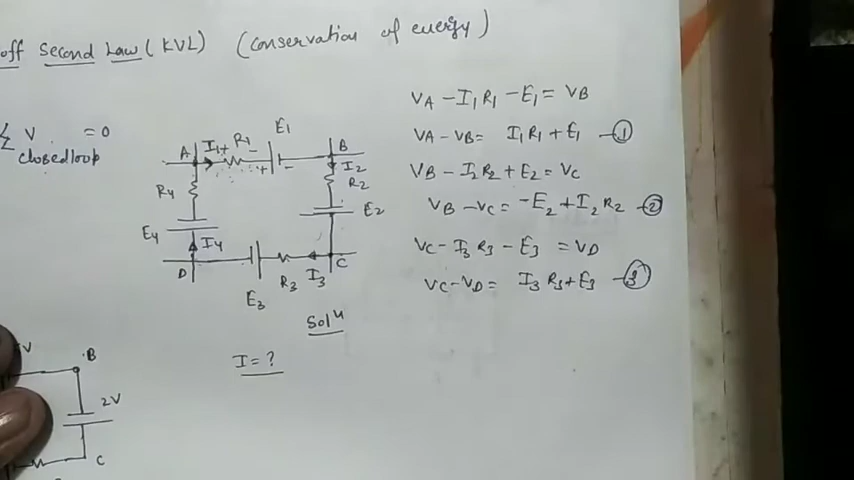 off Second Law (KVL) (conservation of energy)
Σ V = 0
closed loop
A I₁ + R₁ - E₁ B
+ -
I₂
R₂
R₄
E₂
E₄
I₄
D R₃ I₃ C
E₃
Solⁿ
I = ?
VA - I₁R₁ - E₁ = VB
VA - VB = I₁R₁ + E₁ -①
VB - I₂R₂ + E₂ = VC
VB - VC = -E₂ + I₂R₂ -②
VC - I₃R₃ - E₃ = VD
VC - VD = I₃R₃ + E₃ -③
V B
2V
C